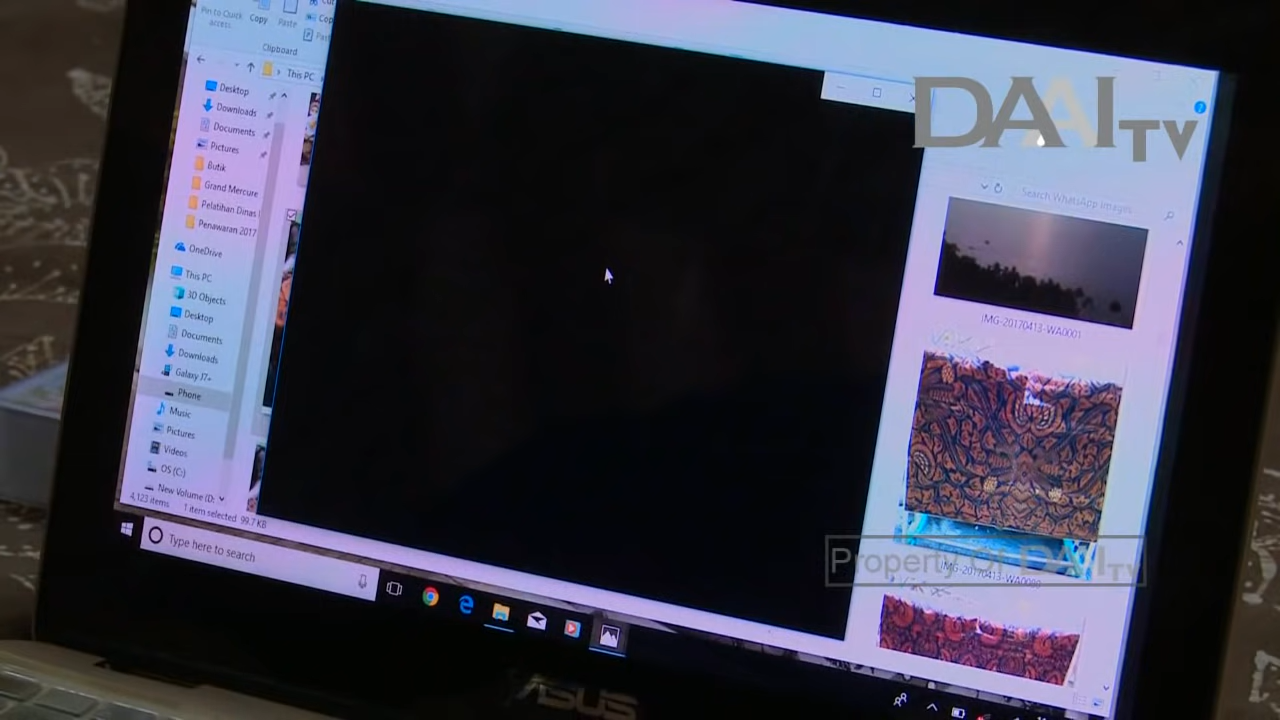 Pin to Quick
access
Copy
Paste
Clipboard
This PC
Desktop
Downloads
Documents
Pictures
Butik
Grand Mercure
Pelatihan Dinas
Penawaran 2017
OneDrive
This PC
3D Objects
Desktop
Documents
Downloads
Galaxy J7+
Phone
Music
Pictures
Videos
OS (C:)
New Volume (D:
4,123 items 1 item selected 99.7 KB
Type here to search
DAAI TV
Search WhatsApp Images
IMG-20170413-WA0001
Property Of DAAI TV
ASUS